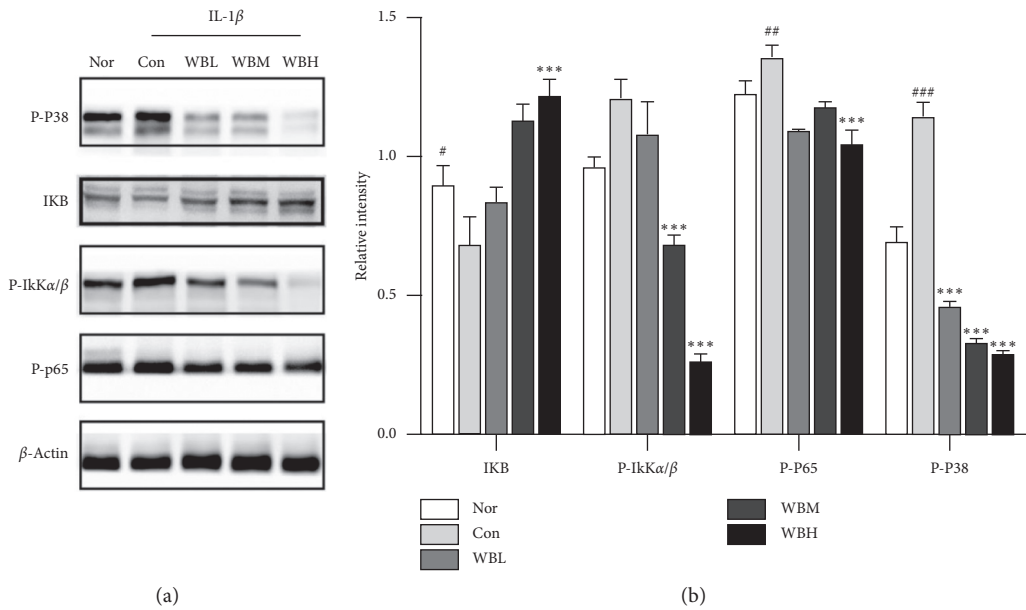 IL-1β
Nor Con WBL WBM WBH
P-P38
IKB
P-IkKα/β
P-p65
β-Actin
(a)
Relative intensity
1.5
1.0
0.5
0.0
#
***
***
***
##
***
###
***
***
***
IKB P-IkKα/β P-P65 P-P38
Nor
Con
WBL
WBM
WBH
(b)